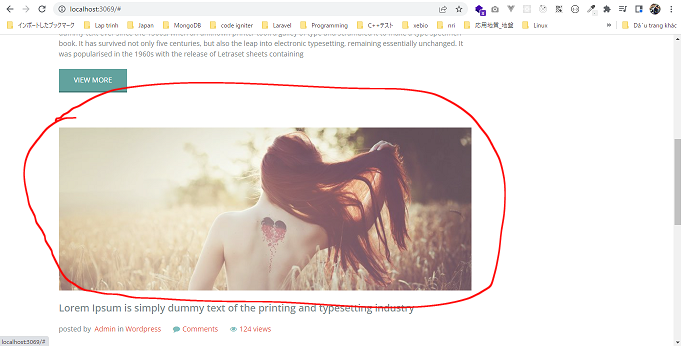 localhost:3069/#
インポートしたブックマーク Lap trinh Japan MongoDB code igniter Laravel Programming C++テスト xebio nri 応用地質_地盤 Linux » Dấu trang khác
book. It has survived not only five centuries, but also the leap into electronic typesetting, remaining essentially unchanged. It
was popularised in the 1960s with the release of Letraset sheets containing
VIEW MORE
Lorem Ipsum is simply dummy text of the printing and typesetting industry
posted by Admin in Wordpress Comments 124 views
localhost:3069/#